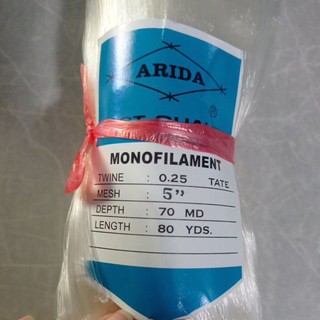 ARIDA
®
MONOFILAMENT
TWINE : 0.25 TATE
MESH : 5”
DEPTH : 70 MD
LENGTH : 80 YDS.